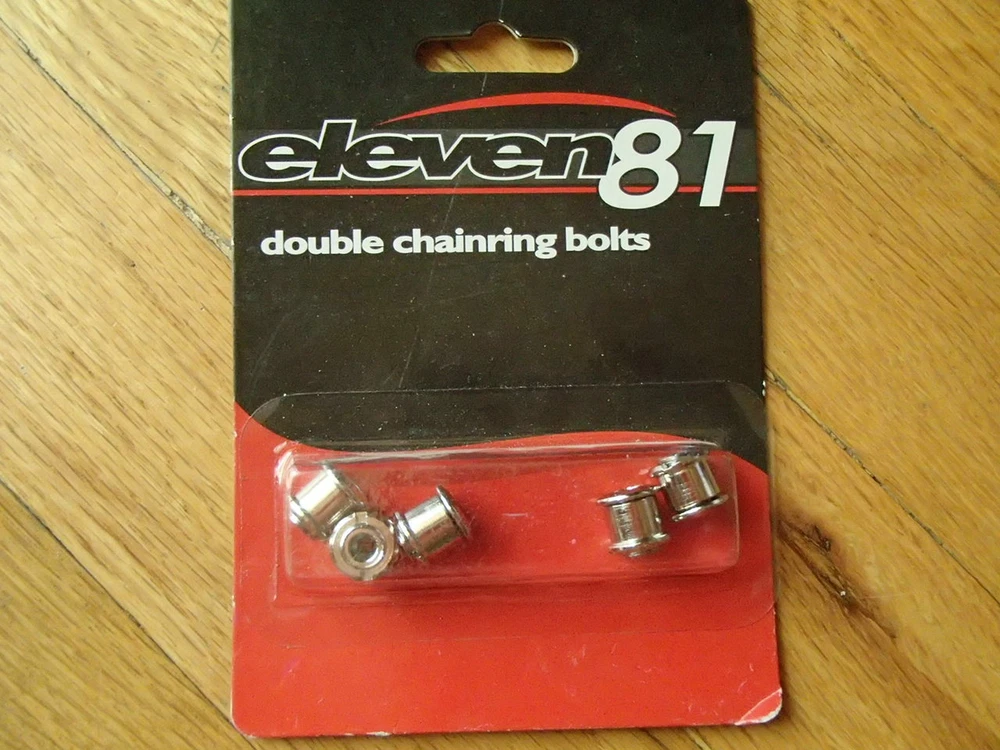 eleven81
double chainring bolts